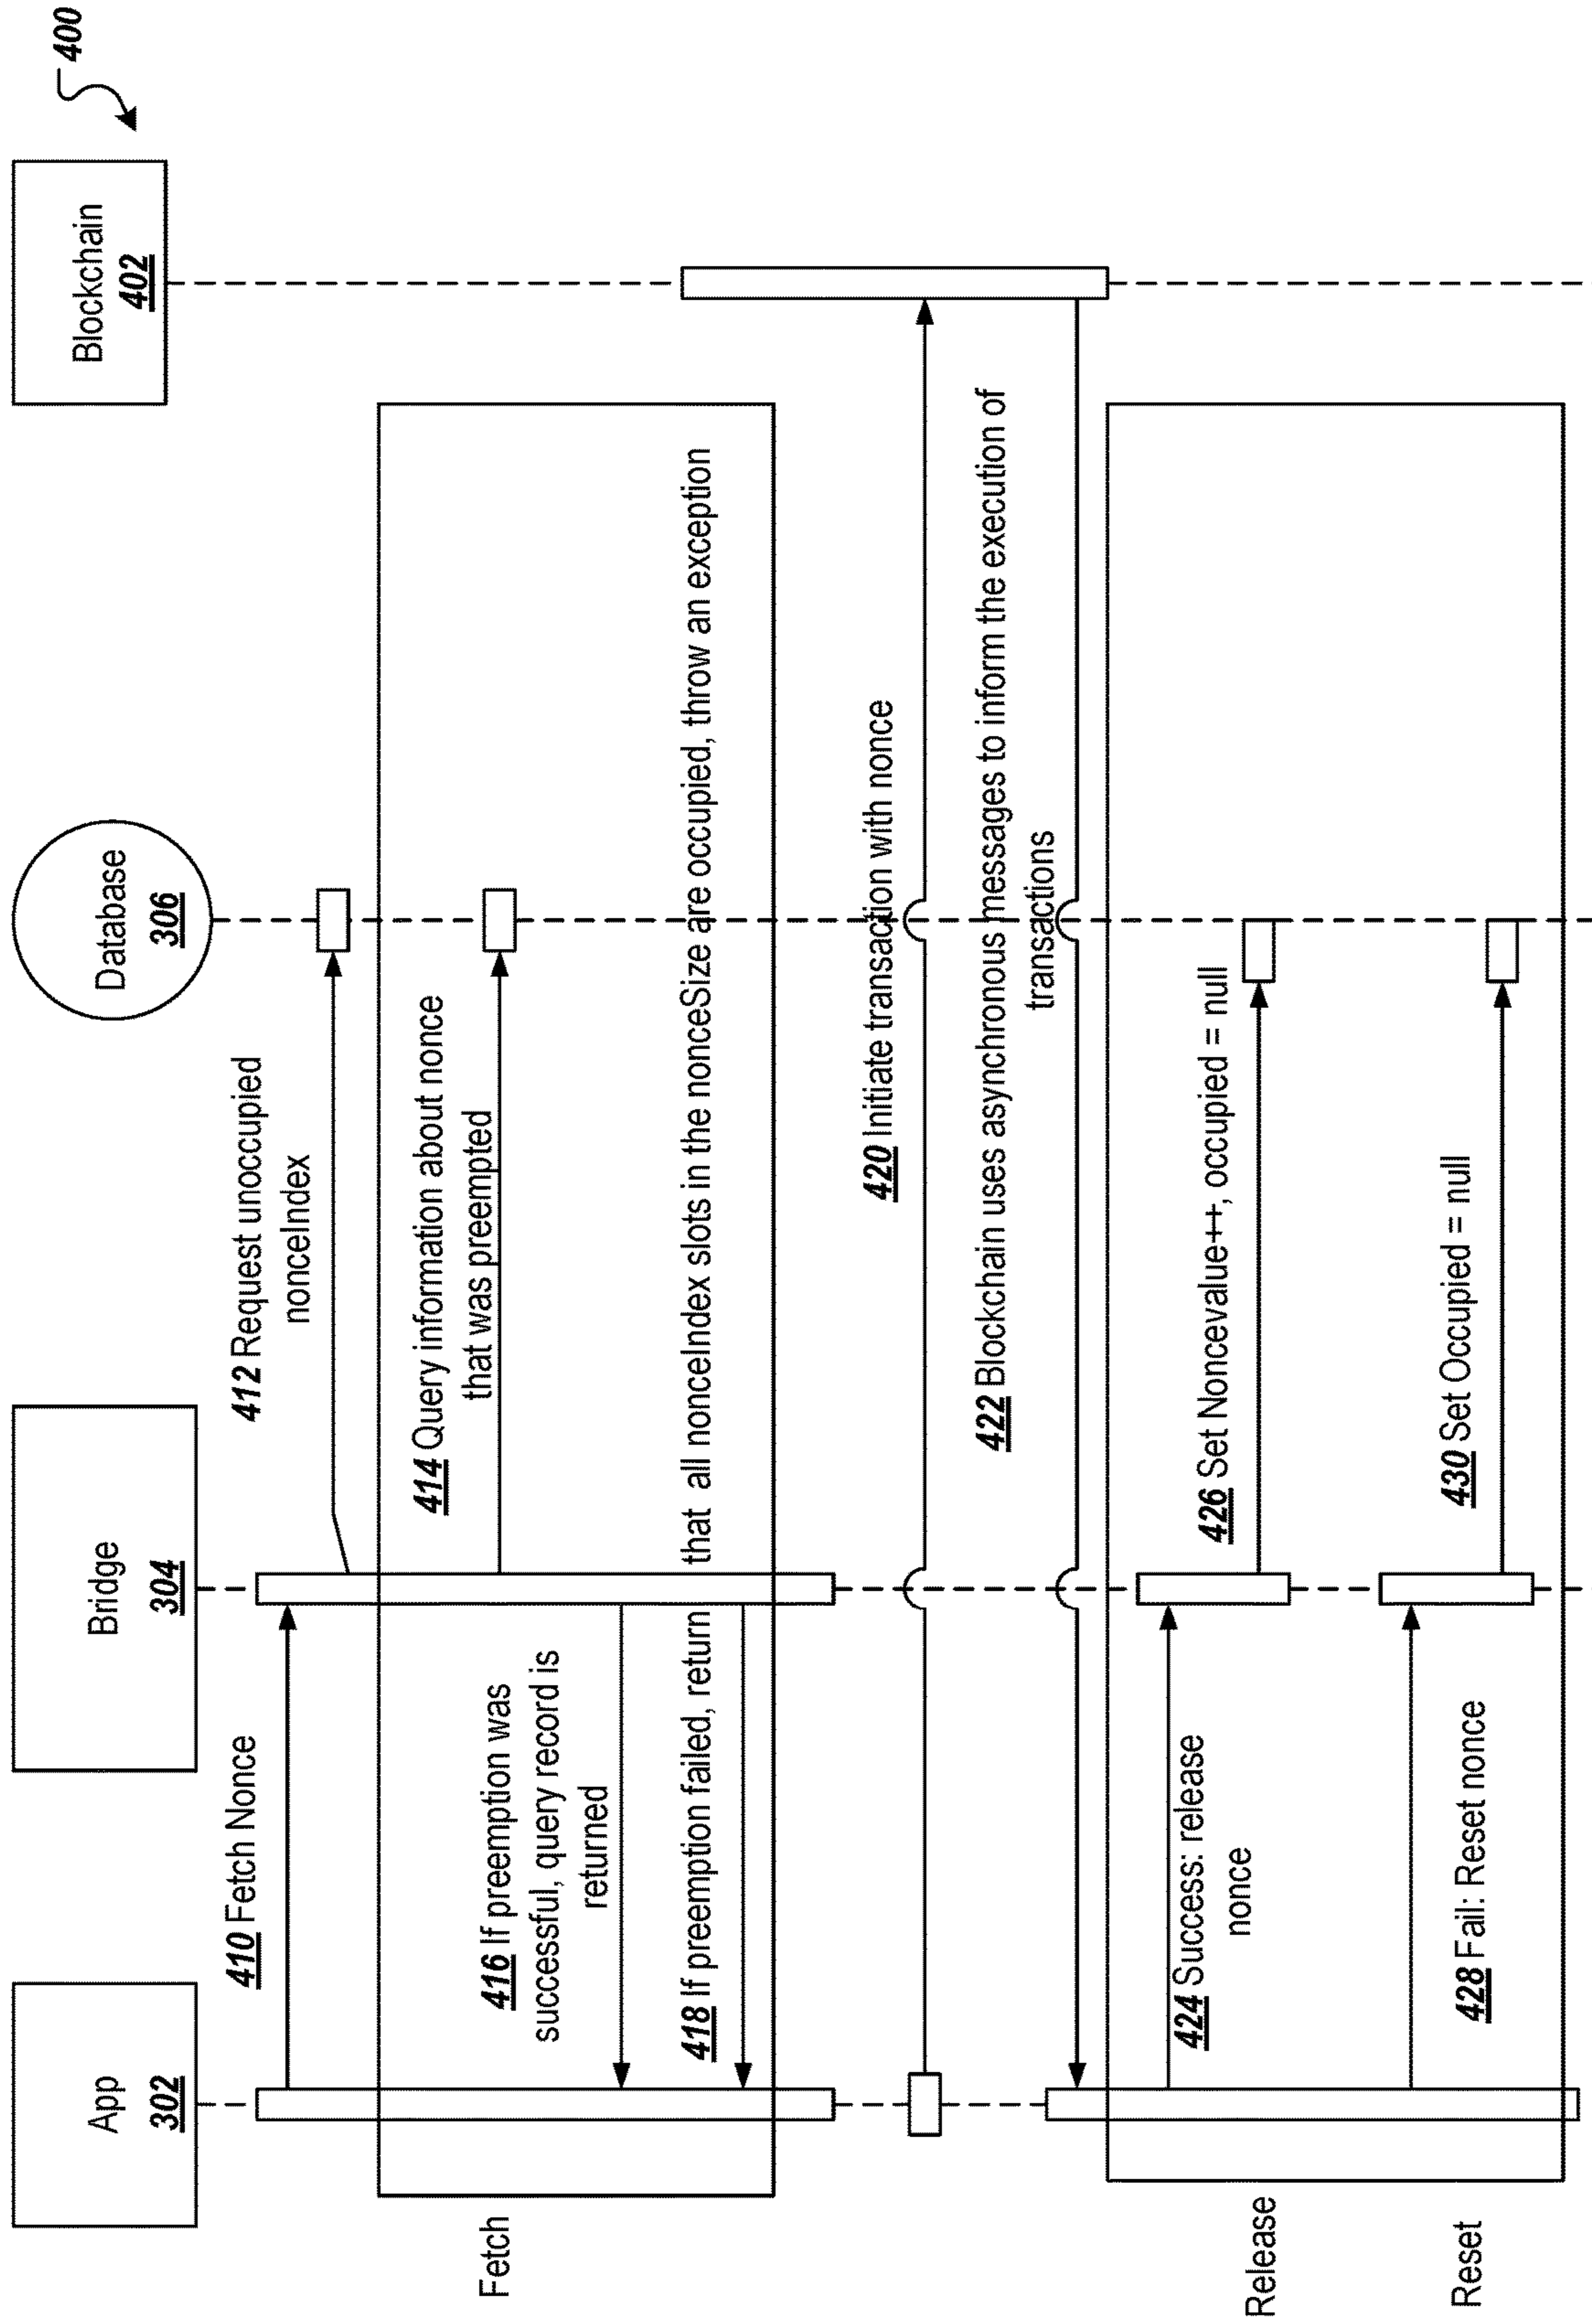 400
App
302
Bridge
304
Database
306
Blockchain
402
410 Fetch Nonce
412 Request unoccupied
nonceIndex
Fetch
414 Query information about nonce
that was preempted
416 If preemption was
successful, query record is
returned
418 If preemption failed, return that all nonceIndex slots in the nonceSize are occupied, throw an exception
420 Initiate transaction with nonce
422 Blockchain uses asynchronous messages to inform the execution of
transactions
Release
424 Success: release
nonce
426 Set Noncevalue++, occupied = null
Reset
428 Fail: Reset nonce
430 Set Occupied = null